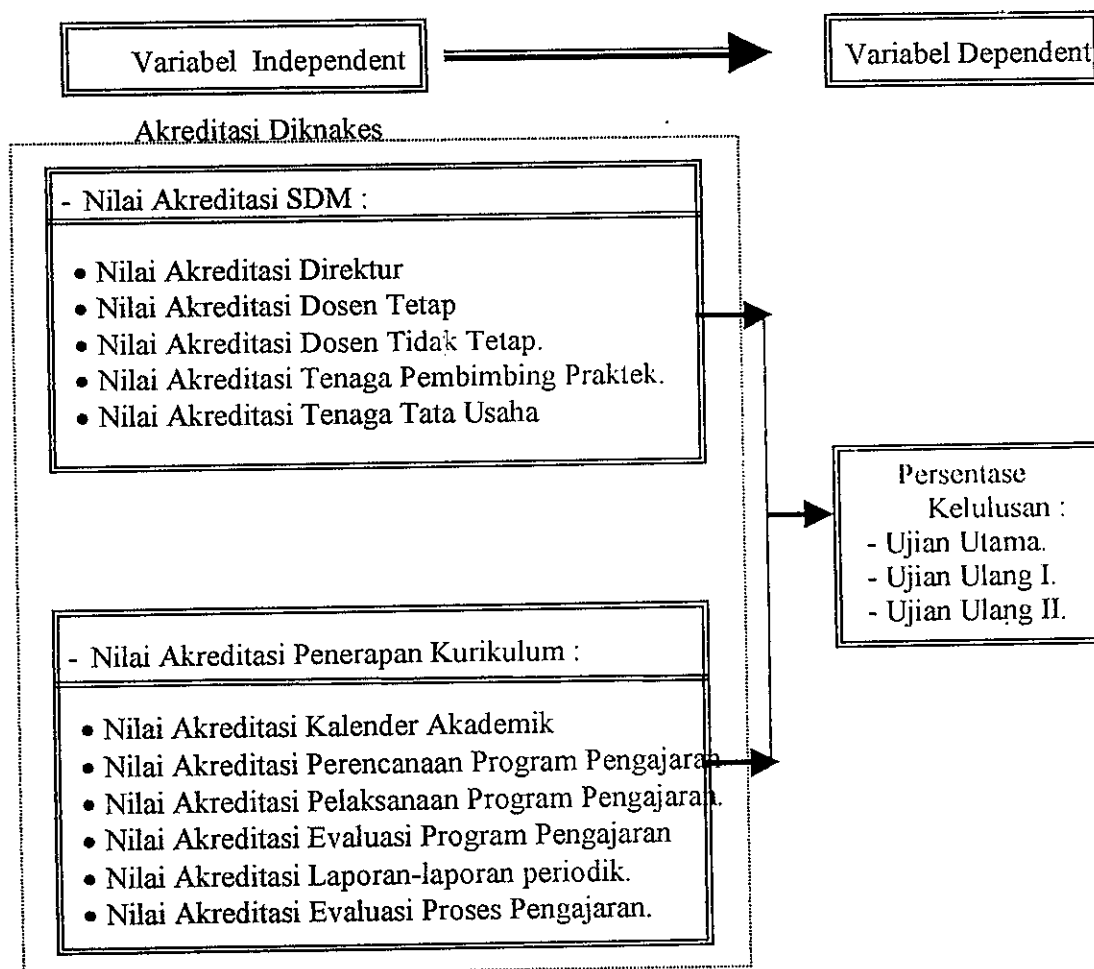 Variabel Independent
Variabel Dependent
Akreditasi Diknakes
- Nilai Akreditasi SDM :
• Nilai Akreditasi Direktur
• Nilai Akreditasi Dosen Tetap
• Nilai Akreditasi Dosen Tidak Tetap.
• Nilai Akreditasi Tenaga Pembimbing Praktek.
• Nilai Akreditasi Tenaga Tata Usaha
Persentase
Kelulusan :
- Ujian Utama.
- Ujian Ulang I.
- Ujian Ulang II.
- Nilai Akreditasi Penerapan Kurikulum :
• Nilai Akreditasi Kalender Akademik
• Nilai Akreditasi Perencanaan Program Pengajaran
• Nilai Akreditasi Pelaksanaan Program Pengajaran.
• Nilai Akreditasi Evaluasi Program Pengajaran
• Nilai Akreditasi Laporan-laporan periodik.
• Nilai Akreditasi Evaluasi Proses Pengajaran.